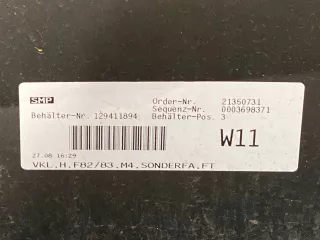 SMP
Order-Nr. 21350731
Sequenz-Nr. 0003698371
Behälter-Nr. 129411894 Behälter-Pos. 3
W11
27.08 16:29
VKL.H.F82/83.M4.SONDERFA.FT